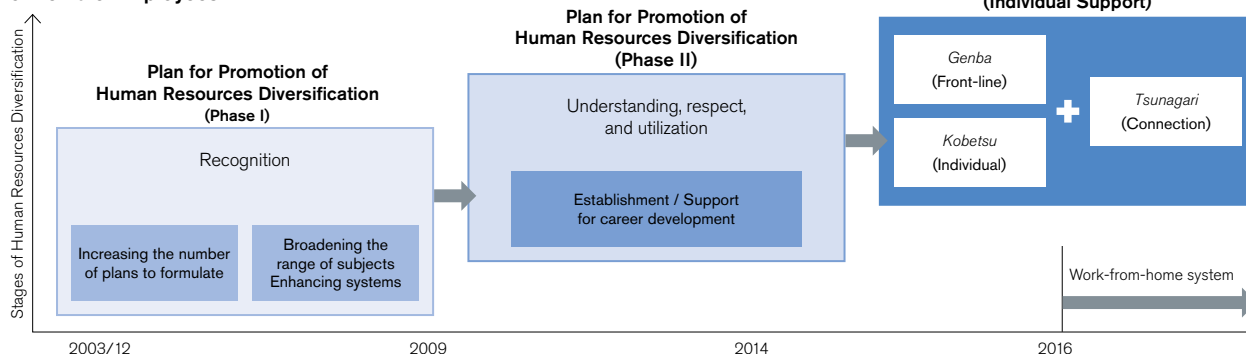 (Individual Support)
Stages of Human Resources Diversification
Plan for Promotion of
Human Resources Diversification
(Phase I)
Recognition
Increasing the number
of plans to formulate
Broadening the
range of subjects
Enhancing systems
Plan for Promotion of
Human Resources Diversification
(Phase II)
Understanding, respect,
and utilization
Establishment / Support
for career development
Genba
(Front-line)
Kobetsu
(Individual)
Tsunagari
(Connection)
Work-from-home system
2003/12
2009
2014
2016